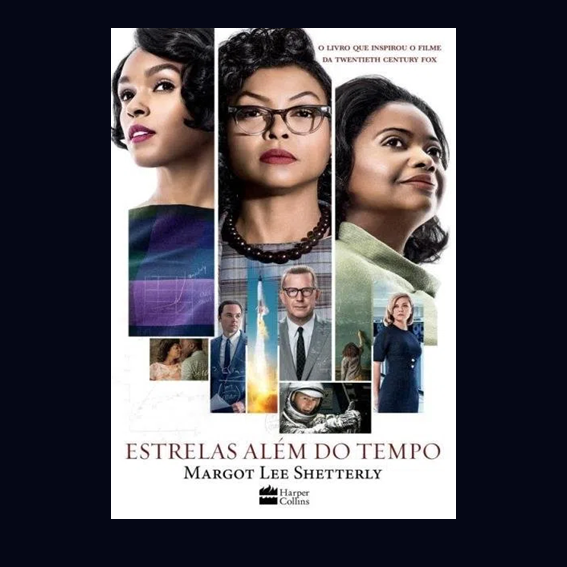 O LIVRO QUE INSPIROU O FILME
DA TWENTIETH CENTURY FOX
ESTRELAS ALÉM DO TEMPO
MARGOT LEE SHETTERLY
Harper
Collins